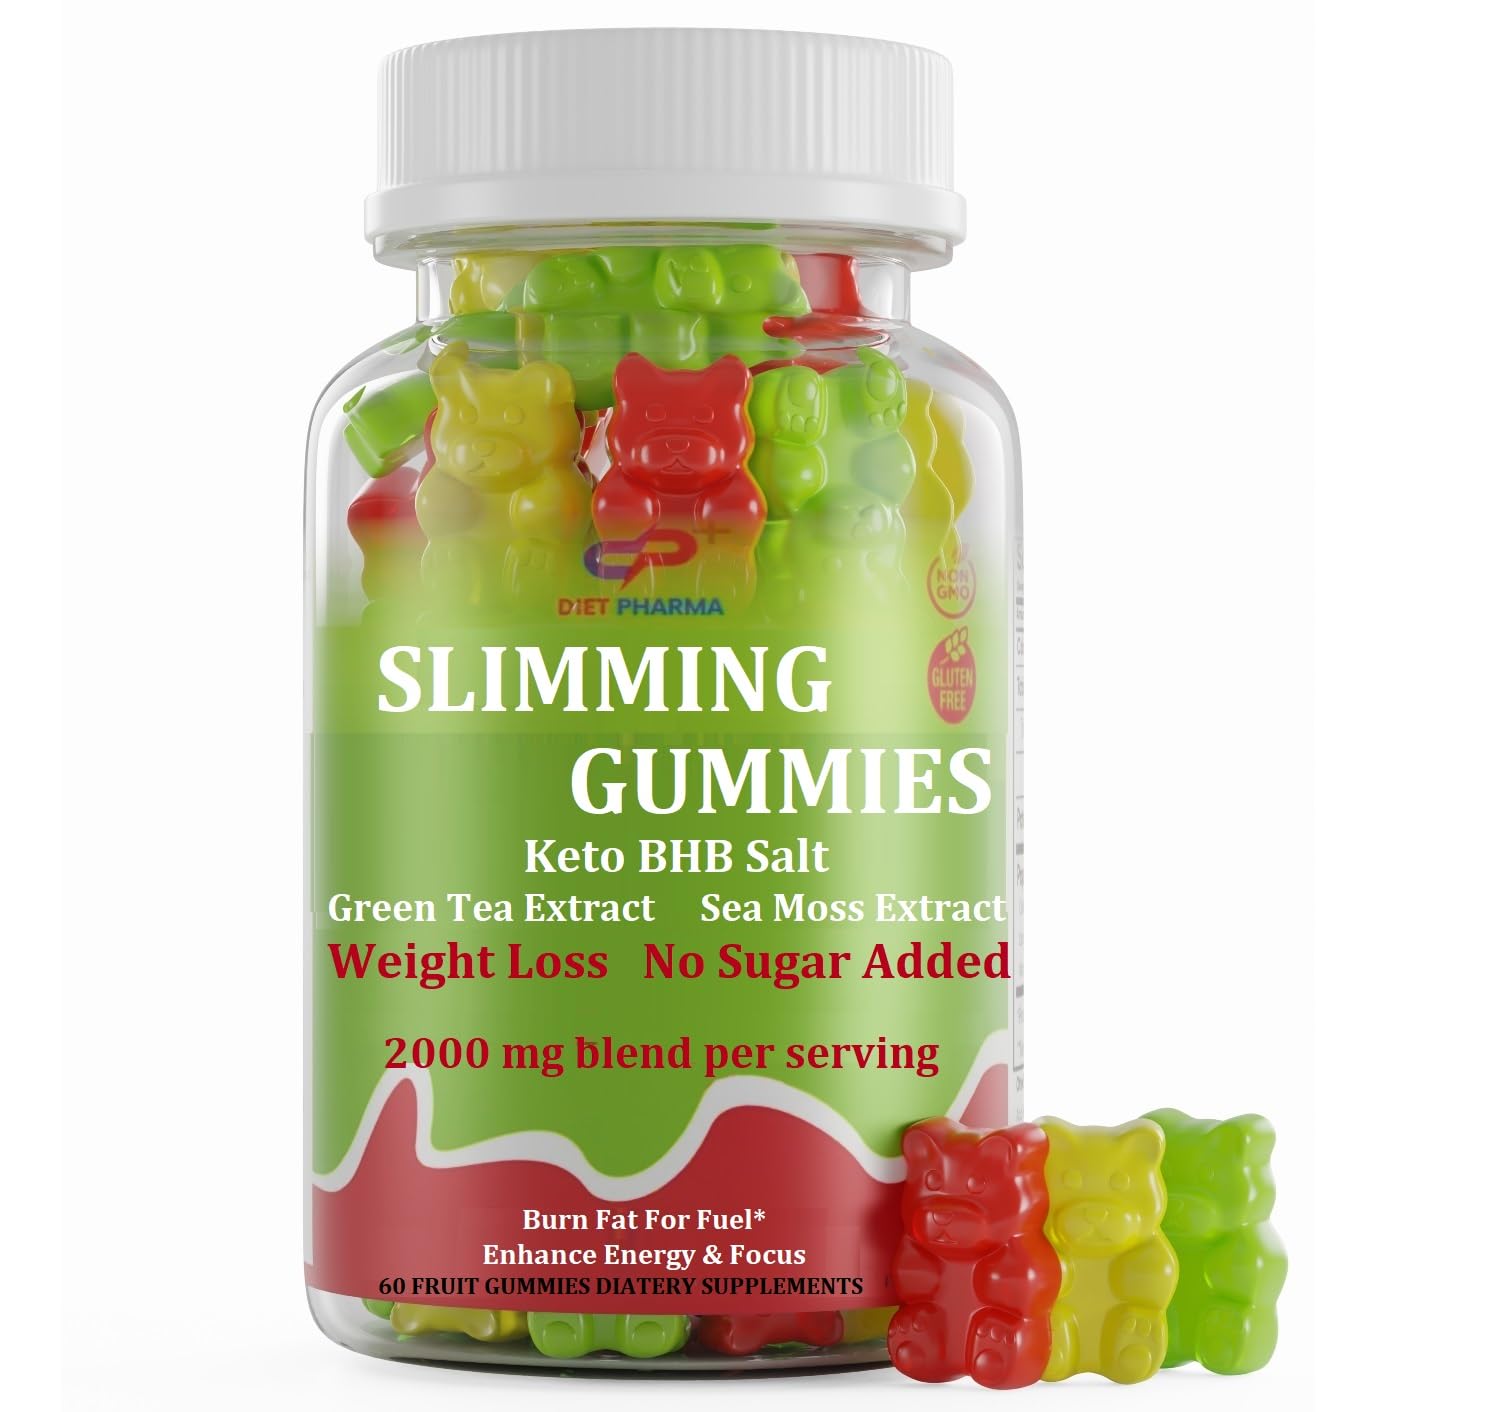 DIET PHARMA
NON
GMO
SLIMMING
GLUTEN
FREE
GUMMIES
Keto BHB Salt
Green Tea Extract Sea Moss Extract
Weight Loss No Sugar Added
2000 mg blend per serving
Burn Fat For Fuel*
Enhance Energy & Focus
60 FRUIT GUMMIES DIATERY SUPPLEMENTS